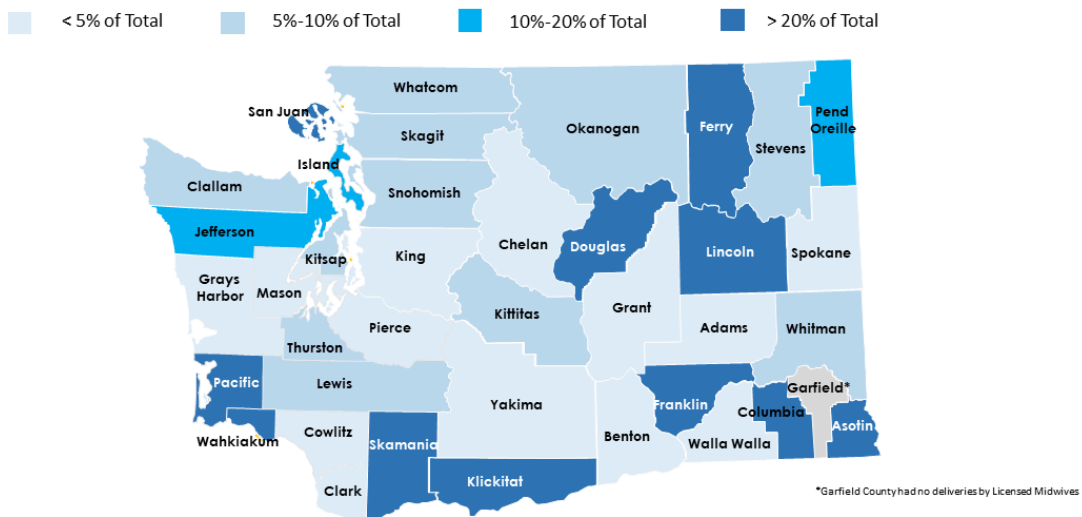 < 5% of Total
5%-10% of Total
10%-20% of Total
> 20% of Total
Whatcom
San Juan
Skagit
Okanogan
Ferry
Stevens
Pend
Oreille
Island
Clallam
Snohomish
Jefferson
Chelan
Douglas
Lincoln
Spokane
Kitsap
King
Grays
Harbor
Mason
Grant
Kittitas
Pierce
Adams
Whitman
Thurston
Pacific
Lewis
Garfield*
Yakima
Franklin
Columbia
Asotin
Wahkiakum
Cowlitz
Skamania
Benton
Walla Walla
Klickitat
Clark
*Garfield County had no deliveries by Licensed Midwives